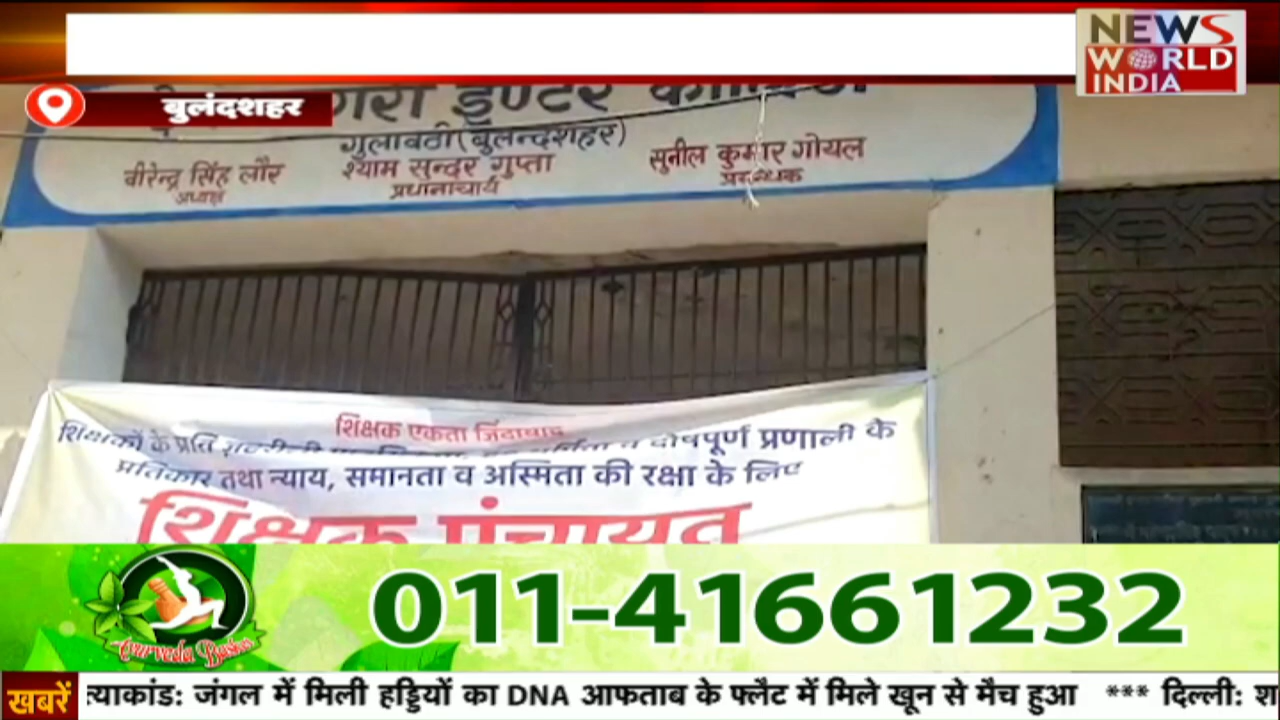 NEWS
WORLD
INDIA
बुलंदशहर
इण्टर
गुलावठी(बुलन्दशहर)
वीरेन्द्र सिंह लौर
अध्यक्ष
श्याम सुन्दर गुप्ता
प्रधानाचार्य
सुनील कुमार गोयल
प्रबन्धक
शिक्षक एकता जिंदाबाद
शिक्षकों के प्रति व दोषपूर्ण प्रणाली के
प्रतिकार तथा न्याय, समानता व अस्मिता की रक्षा के लिए
शिक्षक पंचायत
011-41661232
Ayurveda
खबरें
त्याकांड: जंगल में मिली हड्डियों का DNA आफताब के फ्लैट में मिले खून से मैच हुआ *** दिल्ली: श